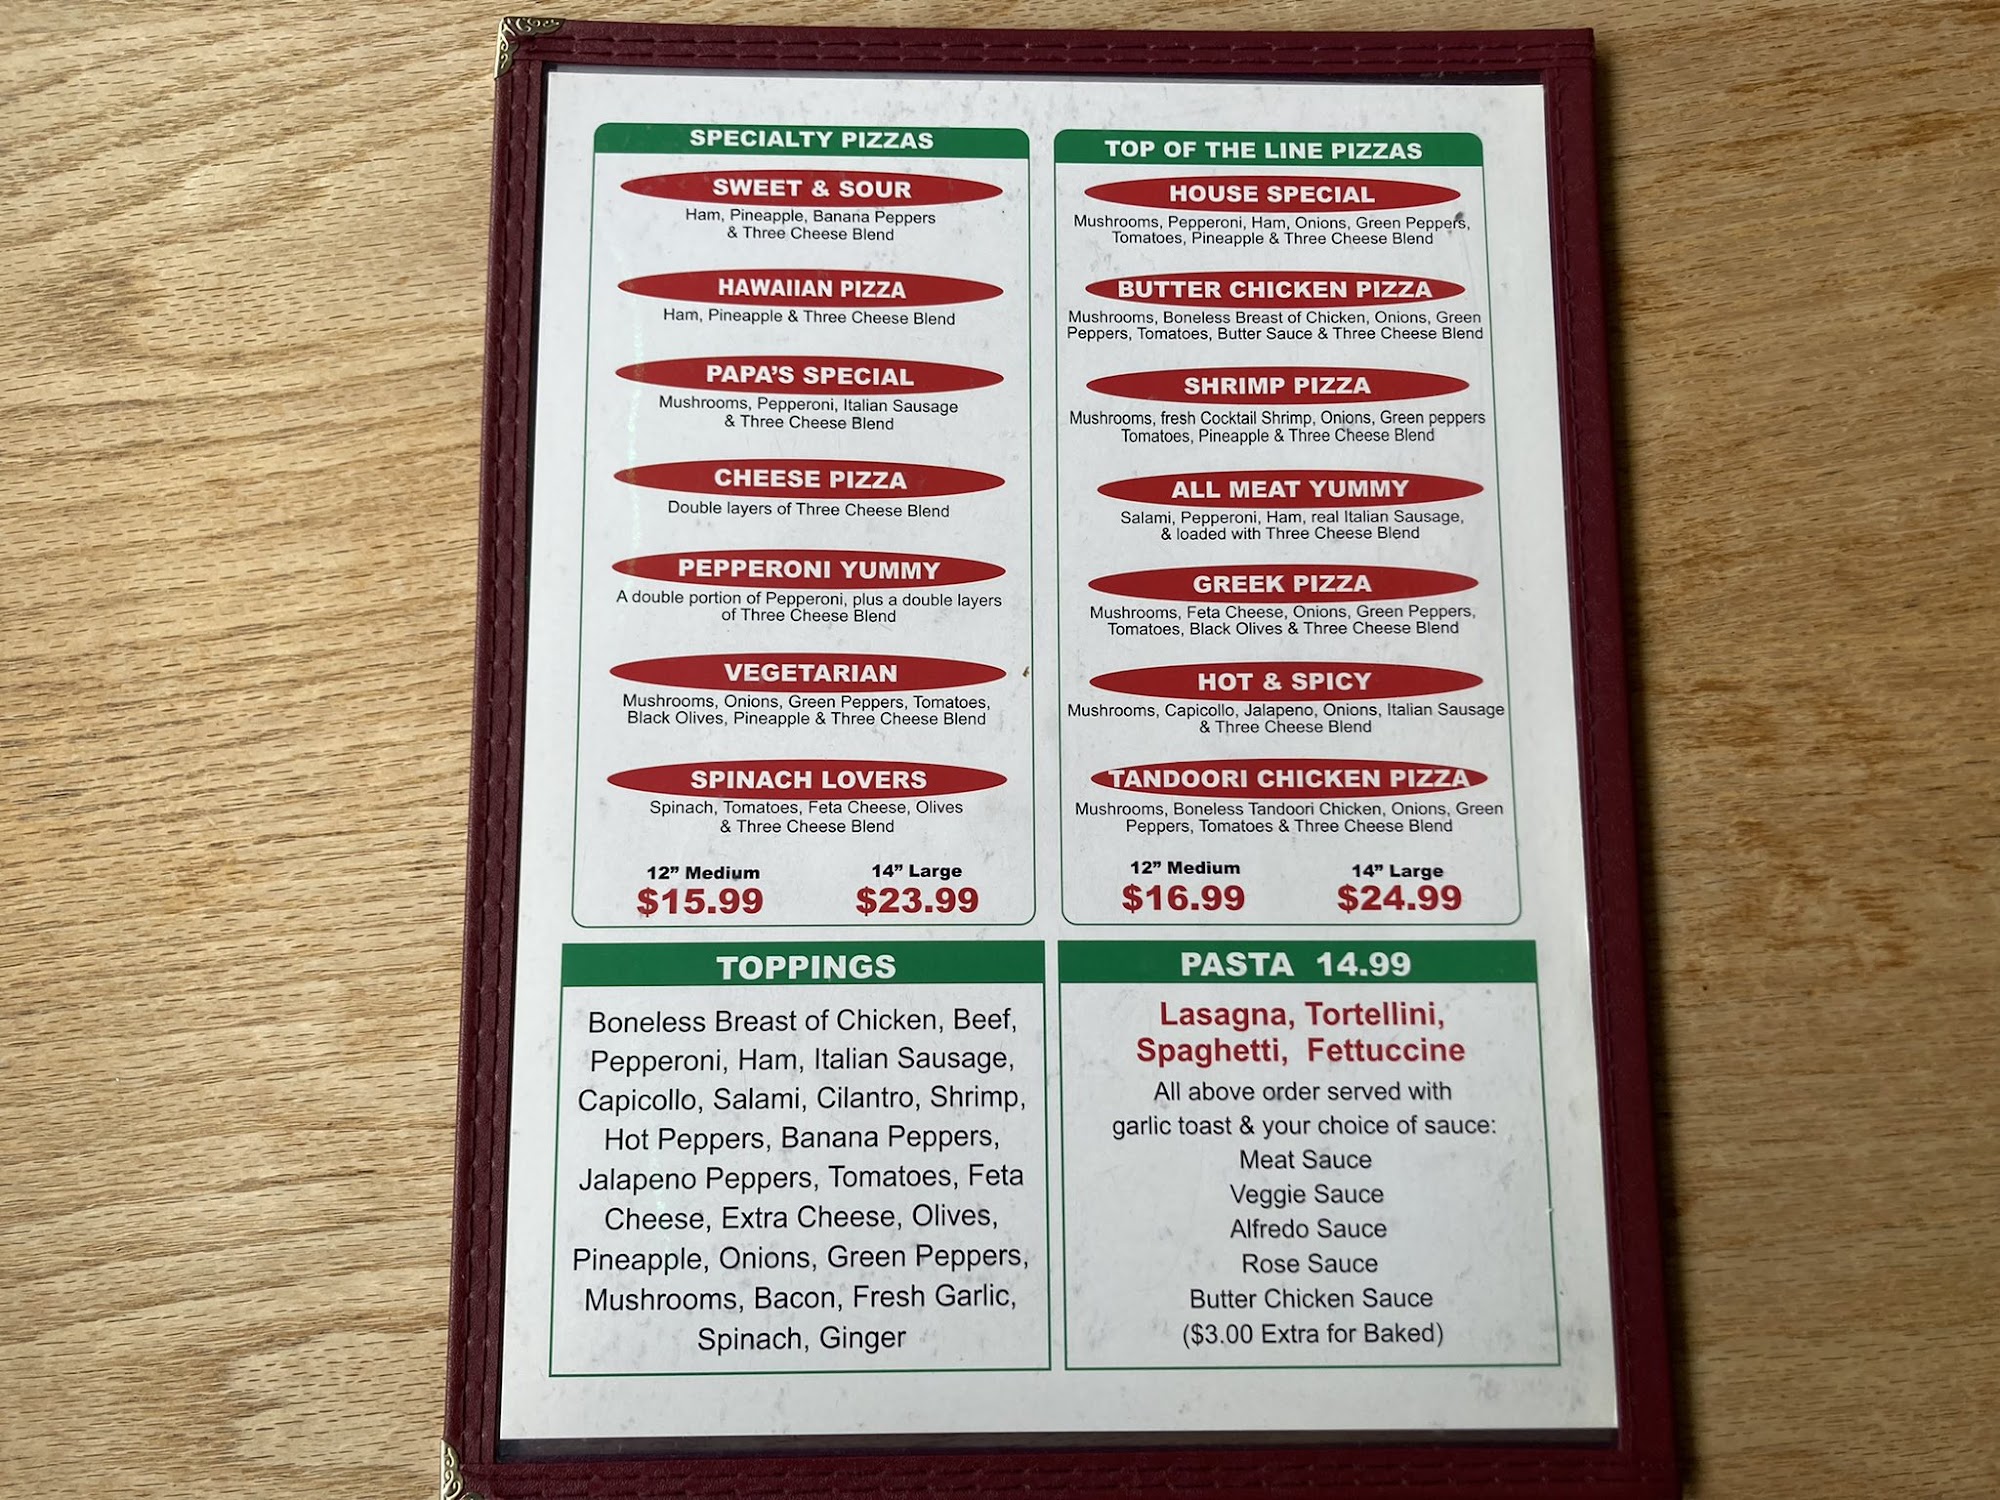 SPECIALTY PIZZAS
SWEET & SOUR
Ham, Pineapple, Banana Peppers
& Three Cheese Blend
HAWAIIAN PIZZA
Ham, Pineapple & Three Cheese Blend
PAPA'S SPECIAL
Mushrooms, Pepperoni, Italian Sausage
& Three Cheese Blend
CHEESE PIZZA
Double layers of Three Cheese Blend
PEPPERONI YUMMY
A double portion of Pepperoni, plus a double layers
of Three Cheese Blend
VEGETARIAN
Mushrooms, Onions, Green Peppers, Tomatoes,
Black Olives, Pineapple & Three Cheese Blend
SPINACH LOVERS
Spinach, Tomatoes, Feta Cheese, Olives
& Three Cheese Blend
12” Medium 14” Large
$15.99 $23.99
TOP OF THE LINE PIZZAS
HOUSE SPECIAL
Mushrooms, Pepperoni, Ham, Onions, Green Peppers,
Tomatoes, Pineapple & Three Cheese Blend
BUTTER CHICKEN PIZZA
Mushrooms, Boneless Breast of Chicken, Onions, Green
Peppers, Tomatoes, Butter Sauce & Three Cheese Blend
SHRIMP PIZZA
Mushrooms, fresh Cocktail Shrimp, Onions, Green peppers
Tomatoes, Pineapple & Three Cheese Blend
ALL MEAT YUMMY
Salami, Pepperoni, Ham, real Italian Sausage,
& loaded with Three Cheese Blend
GREEK PIZZA
Mushrooms, Feta Cheese, Onions, Green Peppers,
Tomatoes, Black Olives & Three Cheese Blend
HOT & SPICY
Mushrooms, Capicollo, Jalapeno, Onions, Italian Sausage
& Three Cheese Blend
TANDOORI CHICKEN PIZZA
Mushrooms, Boneless Tandoori Chicken, Onions, Green
Peppers, Tomatoes & Three Cheese Blend
12” Medium 14” Large
$16.99 $24.99
TOPPINGS
Boneless Breast of Chicken, Beef,
Pepperoni, Ham, Italian Sausage,
Capicollo, Salami, Cilantro, Shrimp,
Hot Peppers, Banana Peppers,
Jalapeno Peppers, Tomatoes, Feta
Cheese, Extra Cheese, Olives,
Pineapple, Onions, Green Peppers,
Mushrooms, Bacon, Fresh Garlic,
Spinach, Ginger
PASTA 14.99
Lasagna, Tortellini,
Spaghetti, Fettuccine
All above order served with
garlic toast & your choice of sauce:
Meat Sauce
Veggie Sauce
Alfredo Sauce
Rose Sauce
Butter Chicken Sauce
($3.00 Extra for Baked)